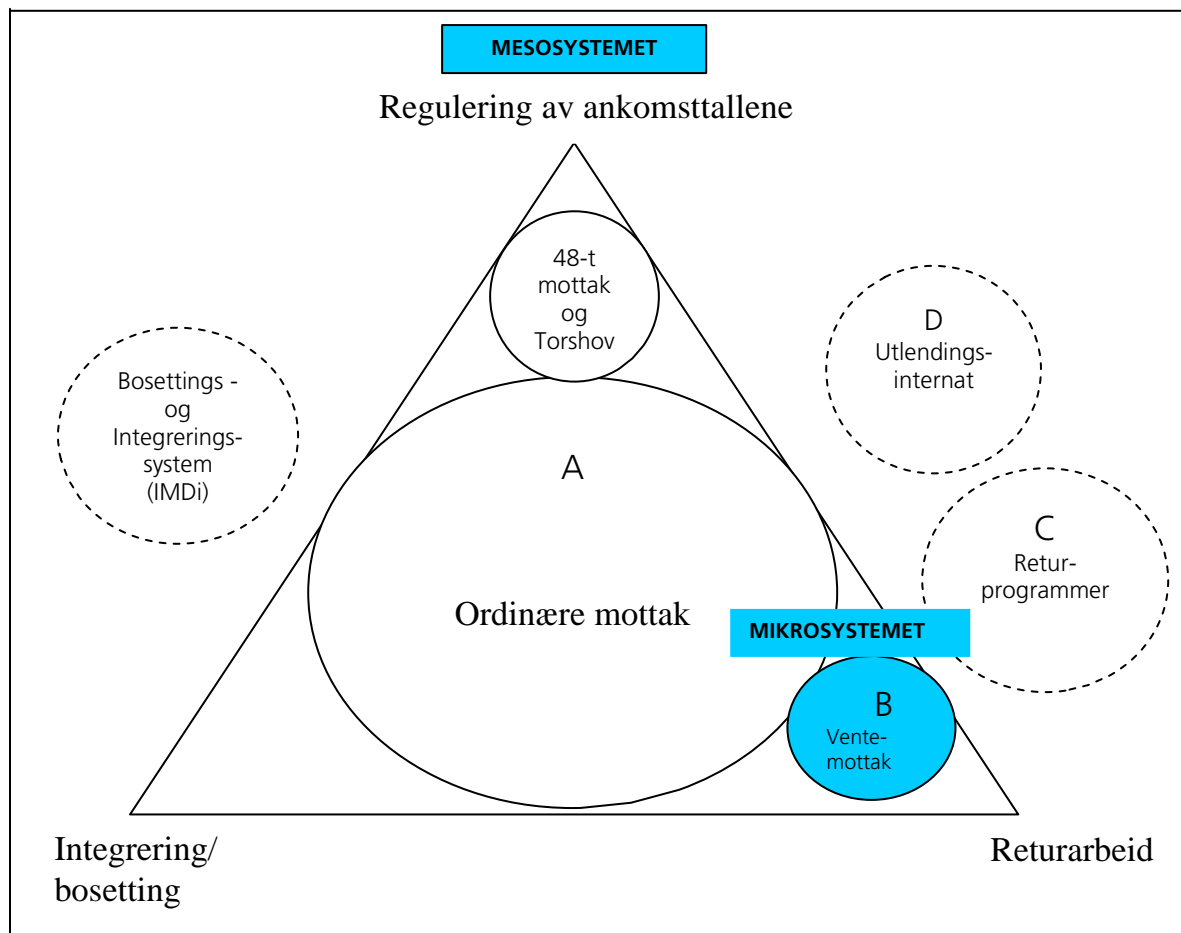 MESOSYSTEMET
Regulering av ankomsttallene
48-t
mottak
og
Torshov
D
Utlendings-
internat
Bosettings -
og
Integrerings-
system
(IMDi)
A
C
Retur-
programmer
Ordinære mottak
MIKROSYSTEMET
B
Vente-
mottak
Integrering/
bosetting
Returarbeid